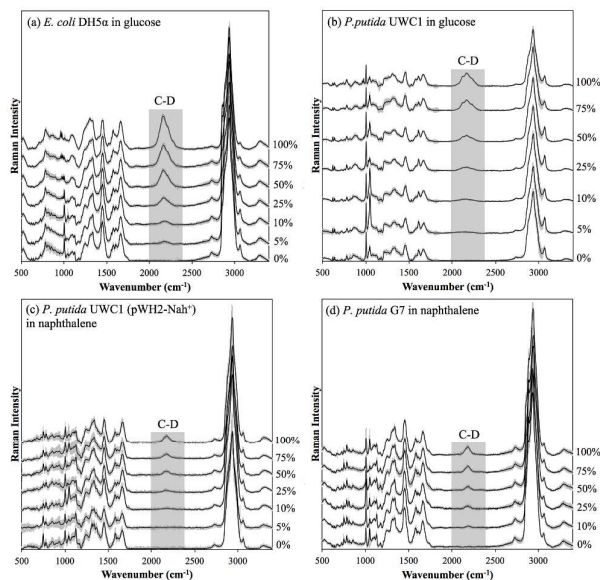 (a) E. coli DH5α in glucose
C-D
Raman Intensity
100%
75%
50%
25%
10%
5%
0%
500 1000 1500 2000 2500 3000
Wavenumber (cm-1)
(b) P.putida UWC1 in glucose
C-D
Raman Intensity
100%
75%
50%
25%
10%
5%
0%
500 1000 1500 2000 2500 3000
Wavenumber (cm-1)
(c) P. putida UWC1 (pWH2-Nah+)
in naphthalene
C-D
Raman Intensity
100%
75%
50%
25%
10%
5%
0%
500 1000 1500 2000 2500 3000
Wavenumber (cm-1)
(d) P. putida G7 in naphthalene
C-D
Raman Intensity
100%
75%
50%
25%
10%
0%
500 1000 1500 2000 2500 3000
Wavenumber (cm-1)